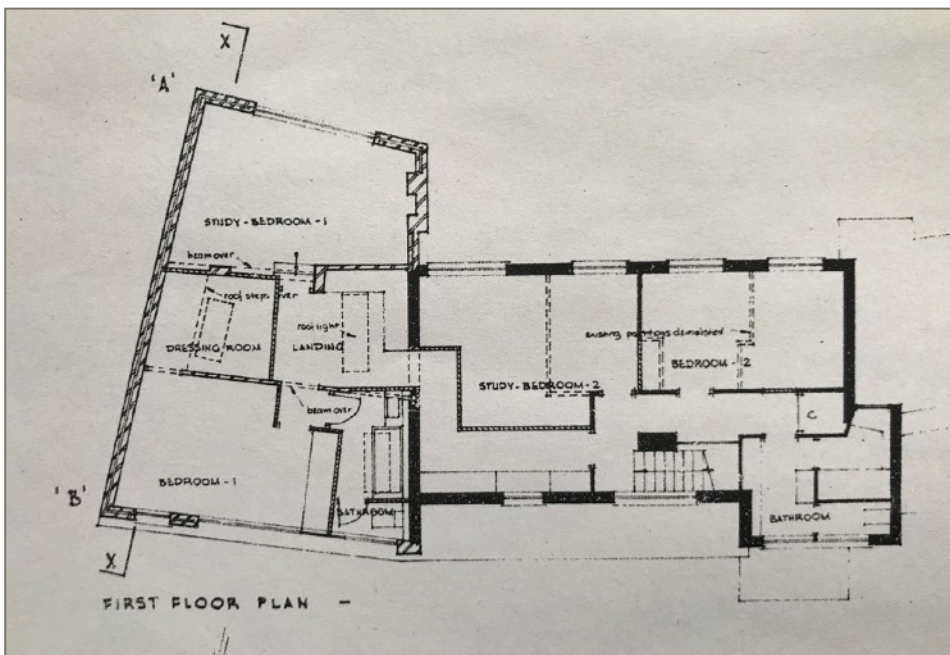 X
'A'
STUDY - BEDROOM - 1
beam over
roof steps over
roof light
DRESSING ROOM
LANDING
existing partitions demolished
BEDROOM - 2
STUDY - BEDROOM - 2
beam over
C
BEDROOM - 1
'B'
BATHROOM
BATHROOM
X
FIRST FLOOR PLAN -